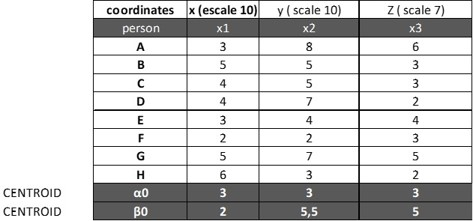 coordinates x (escale 10) y ( scale 10) Z ( scale 7)
person x1 x2 x3
A 3 8 6
B 5 5 3
C 4 5 3
D 4 7 2
E 3 4 4
F 2 2 3
G 5 7 5
H 6 3 2
CENTROID α0 3 3 3
CENTROID β0 2 5,5 5